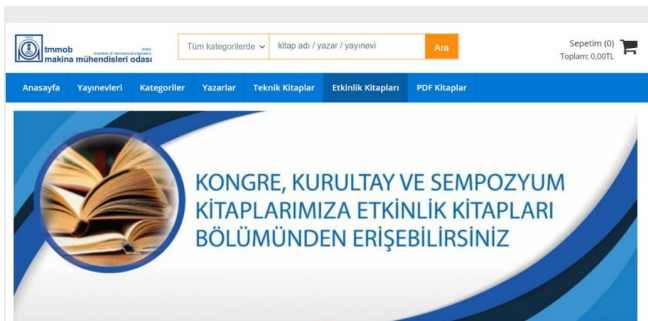 tmmob
makina mühendisleri odası
Tüm kategorilerde
kitap adı / yazar / yayınevi
Ara
Sepetim (0)
Toplam: 0,00TL
Anasayfa Yayınevleri Kategoriler Yazarlar Teknik Kitaplar Etkinlik Kitapları PDF Kitaplar
KONGRE, KURULTAY VE SEMPOZYUM
KİTAPLARIMIZA ETKİNLİK KİTAPLARI
BÖLÜMÜNDEN ERİŞEBİLİRSİNİZ